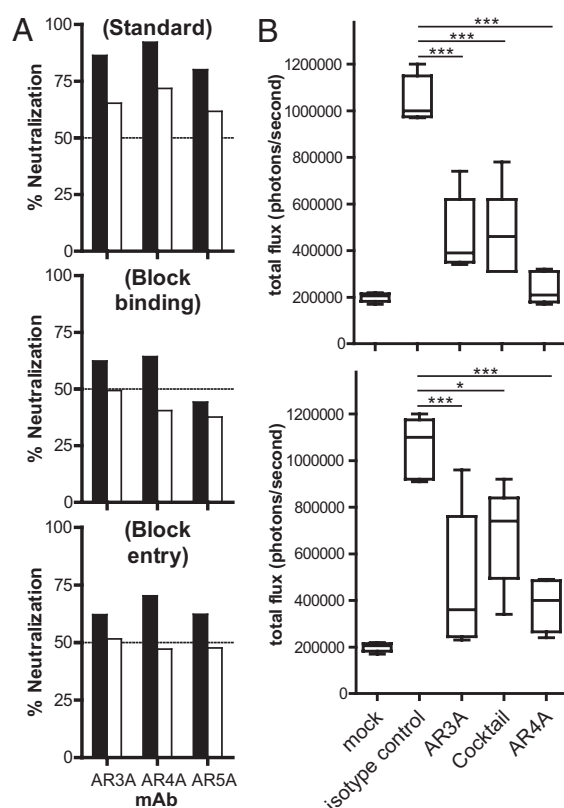 A
(Standard)
% Neutralization
100
75
50
25
0
(Block
binding)
% Neutralization
100
75
50
25
0
(Block
entry)
% Neutralization
100
75
50
25
0
AR3A AR4A AR5A
mAb
B
***
***
***
total flux (photons/second)
1200000
1000000
800000
600000
400000
200000
0
***
*
***
total flux (photons/second)
1200000
1000000
800000
600000
400000
200000
0
mock
isotype control
AR3A
Cocktail
AR4A